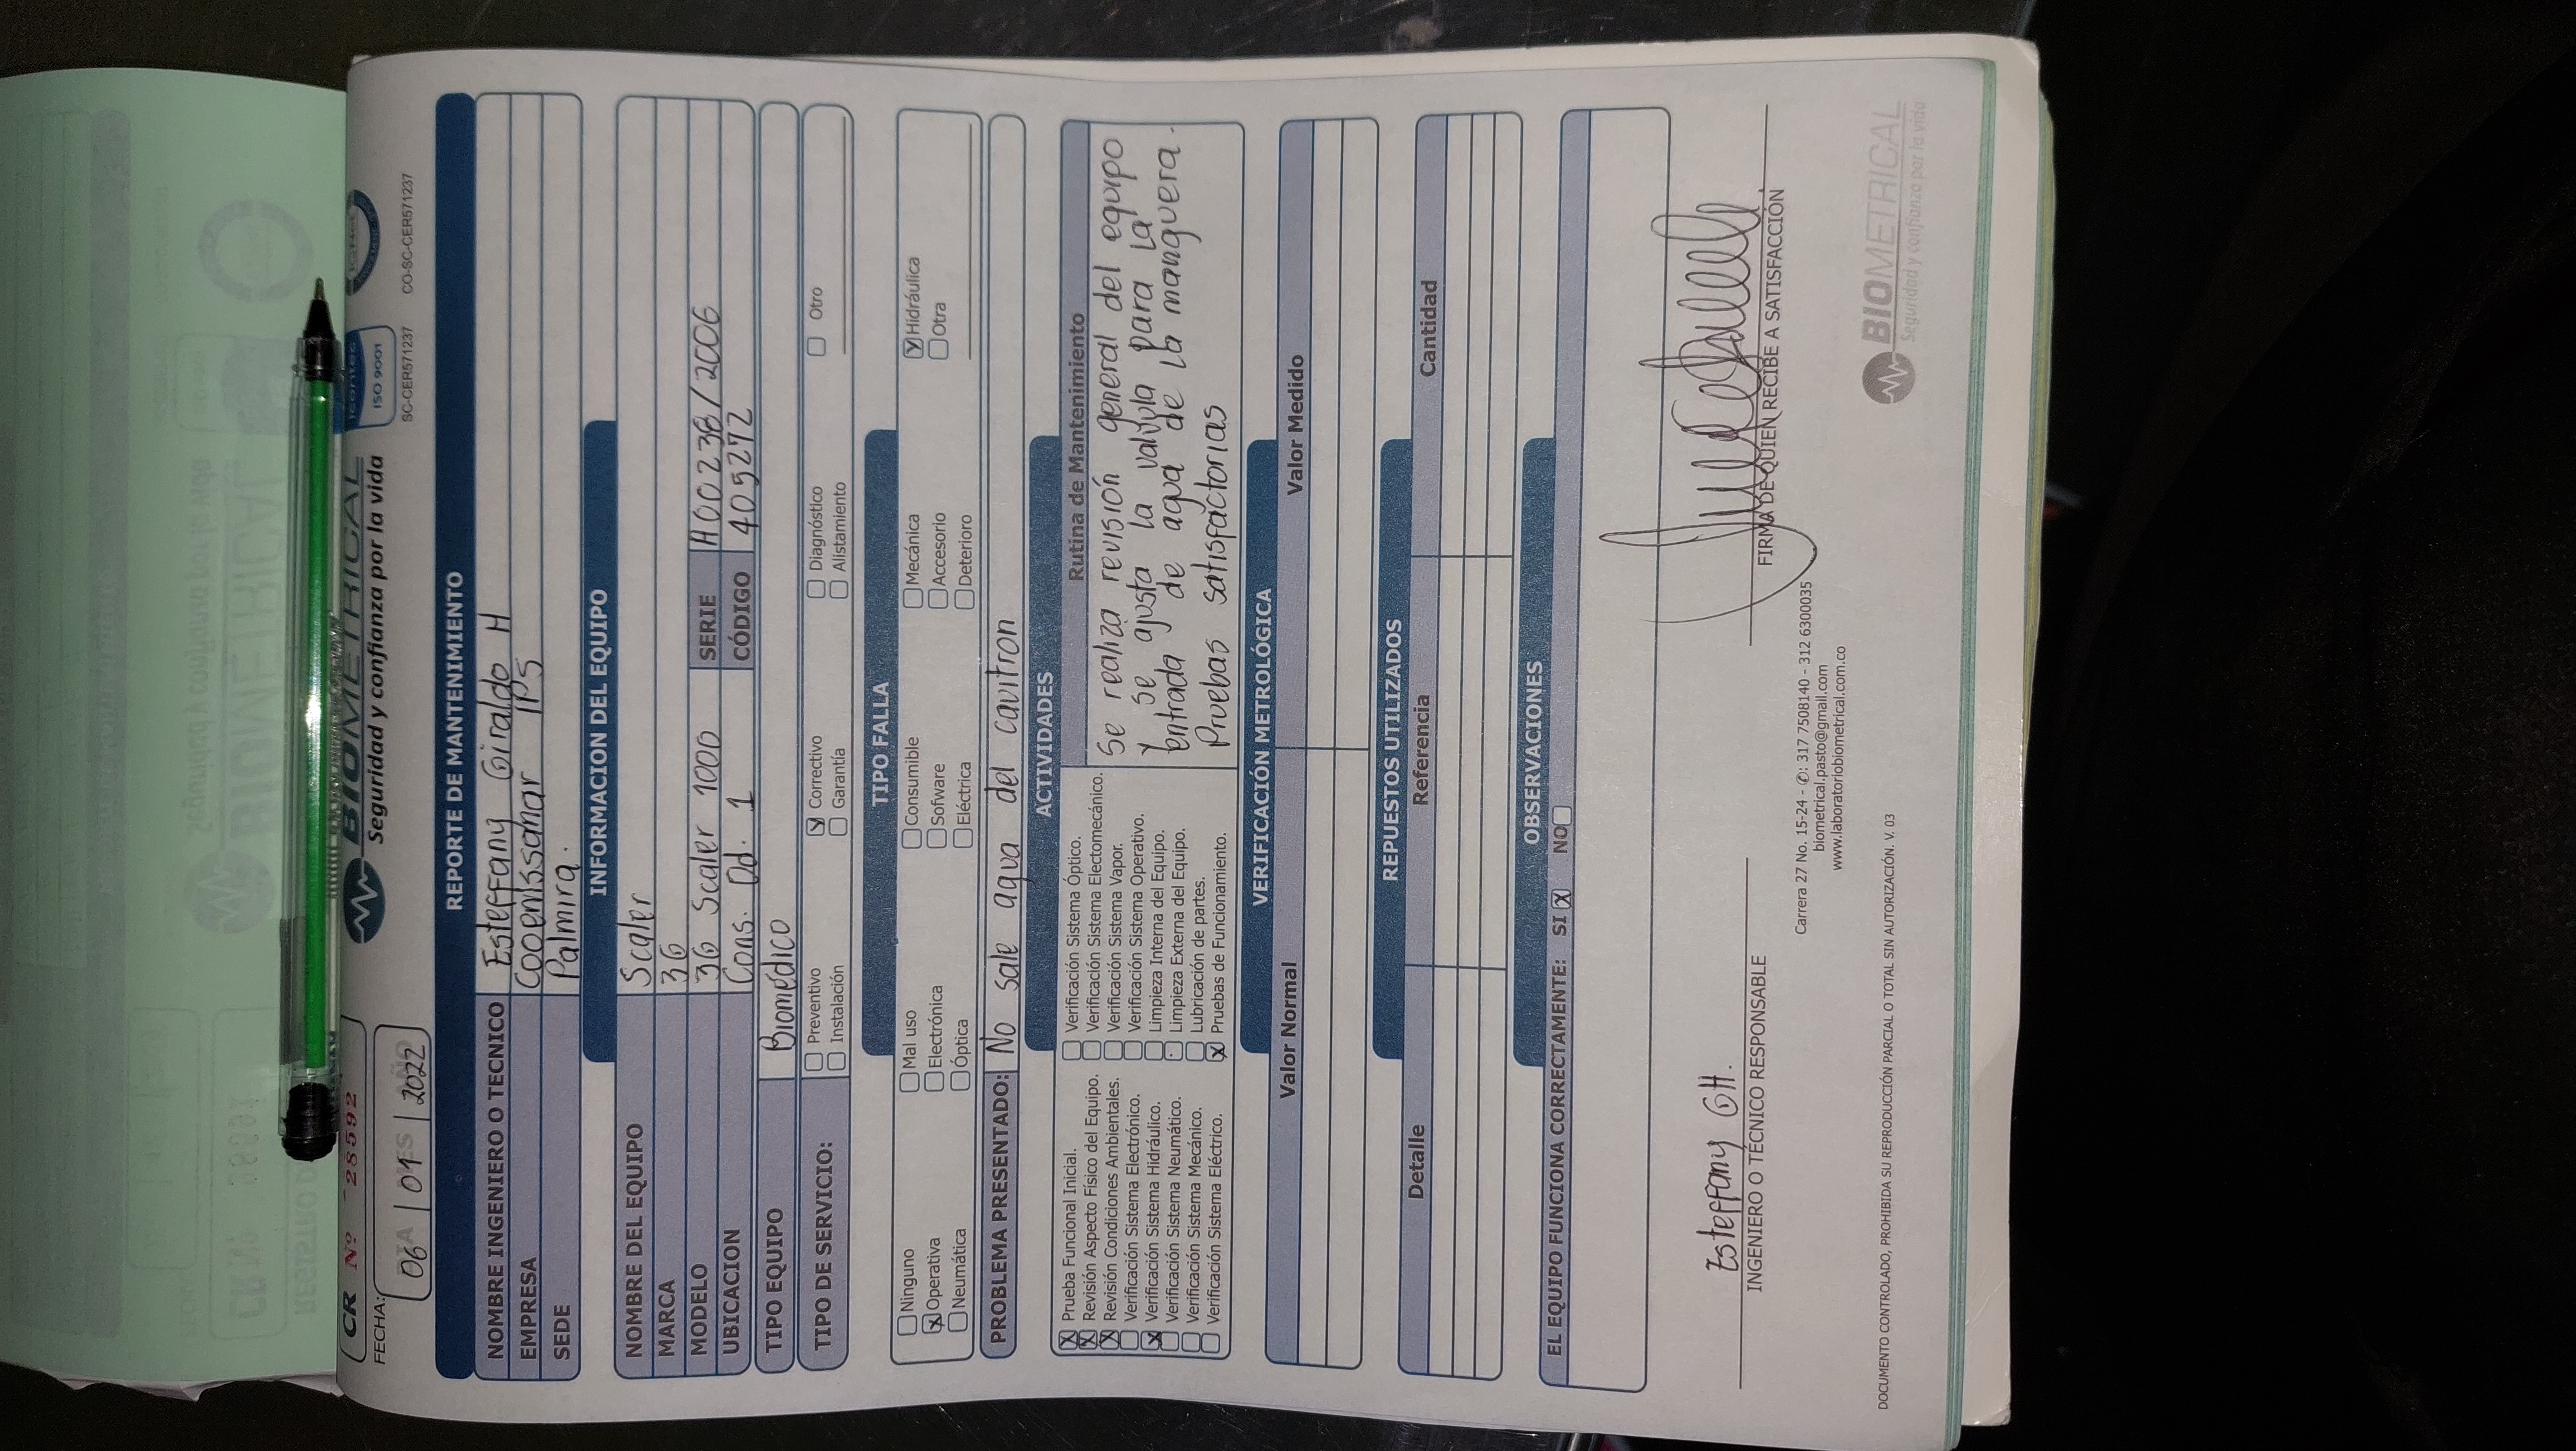 CR Nº 28592
BIOMETRICAL
Seguridad y confianza por la vida
icontec
ISO 9001
SC-CER571237
CO-SC-CER571237
FECHA:
06 | 01 | 2022
REPORTE DE MANTENIMIENTO
NOMBRE INGENIERO O TECNICO Esteffany Giraldo H
EMPRESA Cooemssanar IPS
SEDE Palmira.
INFORMACION DEL EQUIPO
NOMBRE DEL EQUIPO Scaler
MARCA 3G
MODELO 3G Scaler 1000 SERIE A00238/2006
UBICACION Cons. Od. 1 CÓDIGO 405272
TIPO EQUIPO Biomédico
TIPO DE SERVICIO:
Preventivo Correctivo Diagnóstico Otro
Instalación Garantía Alistamiento
TIPO FALLA
Ninguno Mal uso Consumible Mecánica Hidráulica
Operativa Electrónica Sofware Accesorio Otra
Neumática Óptica Eléctrica Deterioro
PROBLEMA PRESENTADO: No sale agua del cavitron
ACTIVIDADES
Prueba Funcional Inicial.
Revisión Aspecto Físico del Equipo.
Revisión Condiciones Ambientales.
Verificación Sistema Electrónico.
Verificación Sistema Hidráulico.
Verificación Sistema Neumático.
Verificación Sistema Mecánico.
Verificación Sistema Eléctrico.
Verificación Sistema Óptico.
Verificación Sistema Electomecánico.
Verificación Sistema Vapor.
Verificación Sistema Operativo.
Limpieza Interna del Equipo.
Limpieza Externa del Equipo.
Lubricación de partes.
Pruebas de Funcionamiento.
Rutina de Mantenimiento
Se realiza revisión general del equipo
y se ajusta la valvula para la
entrada de agua de la manguera.
Pruebas satisfactorias
VERIFICACIÓN METROLÓGICA
Valor Normal Valor Medido
REPUESTOS UTILIZADOS
Detalle Referencia Cantidad
OBSERVACIONES
EL EQUIPO FUNCIONA CORRECTAMENTE: SI X NO
Esteffany GH.
INGENIERO O TÉCNICO RESPONSABLE
FIRMA DE QUIEN RECIBE A SATISFACCIÓN
Carrera 27 No. 15-24 - ✆: 317 7508140 - 312 6300035
biometrical.pasto@gmail.com
www.laboratoriobiometrical.com.co
DOCUMENTO CONTROLADO, PROHIBIDA SU REPRODUCCIÓN PARCIAL O TOTAL SIN AUTORIZACIÓN. V. 03
BIOMETRICAL
Seguridad y confianza por la vida